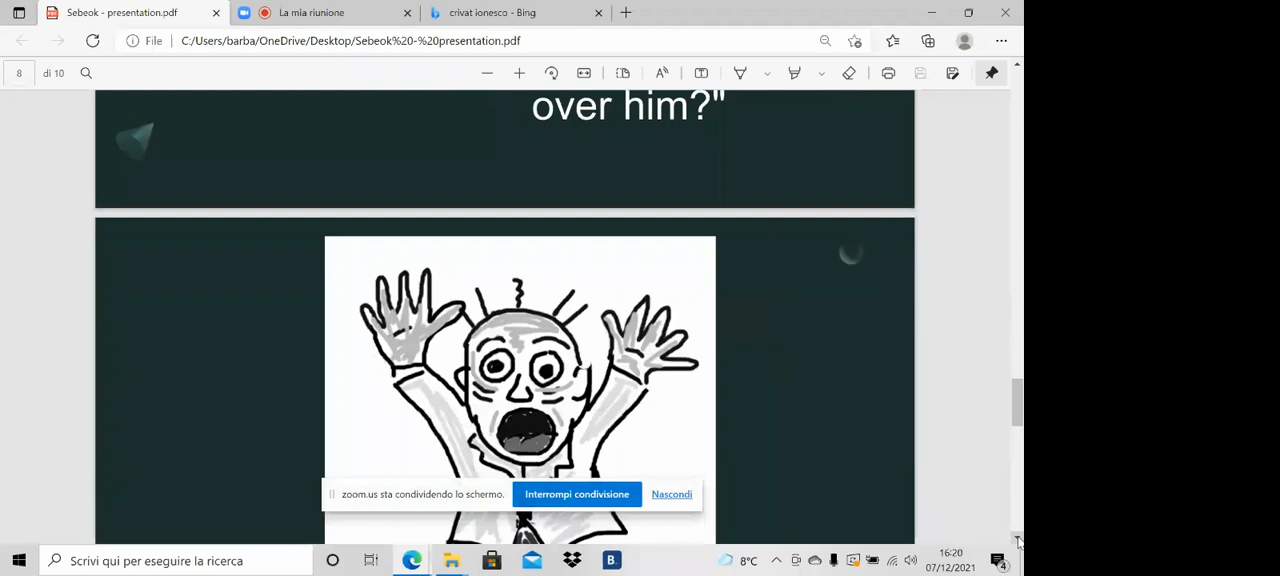 Sebeok - presentation.pdf
La mia riunione
crivat ionesco - Bing
File
C:/Users/barba/OneDrive/Desktop/Sebeok%20-%20presentation.pdf
8 di 10
over him?"
zoom.us sta condividendo lo schermo. Interrompi condivisione Nascondi
Scrivi qui per eseguire la ricerca
B.
8°C
16:20
07/12/2021
4